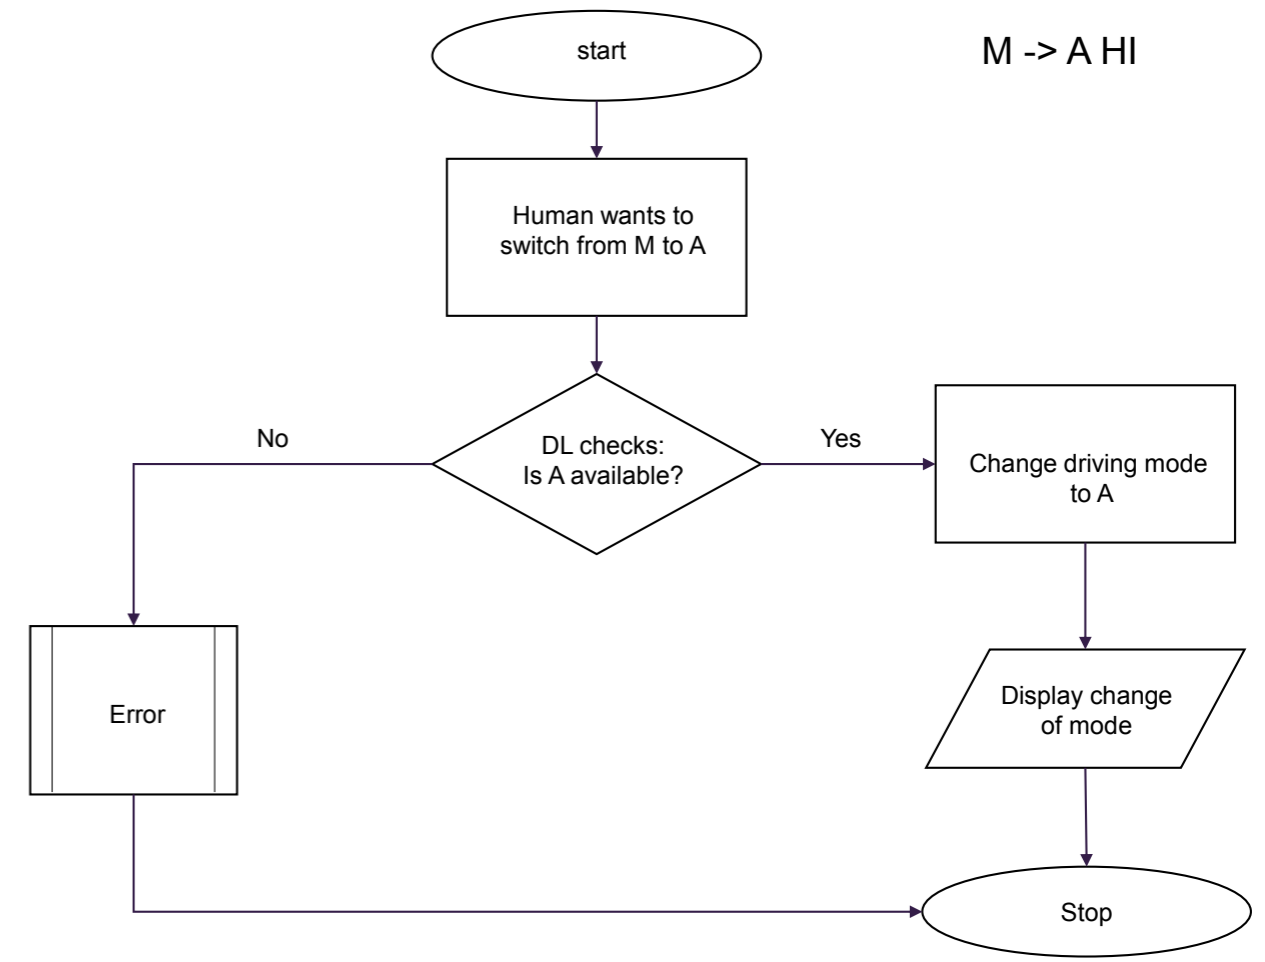 start
M -> A HI
Human wants to
switch from M to A
No
DL checks:
Is A available?
Yes
Change driving mode
to A
Error
Display change
of mode
Stop